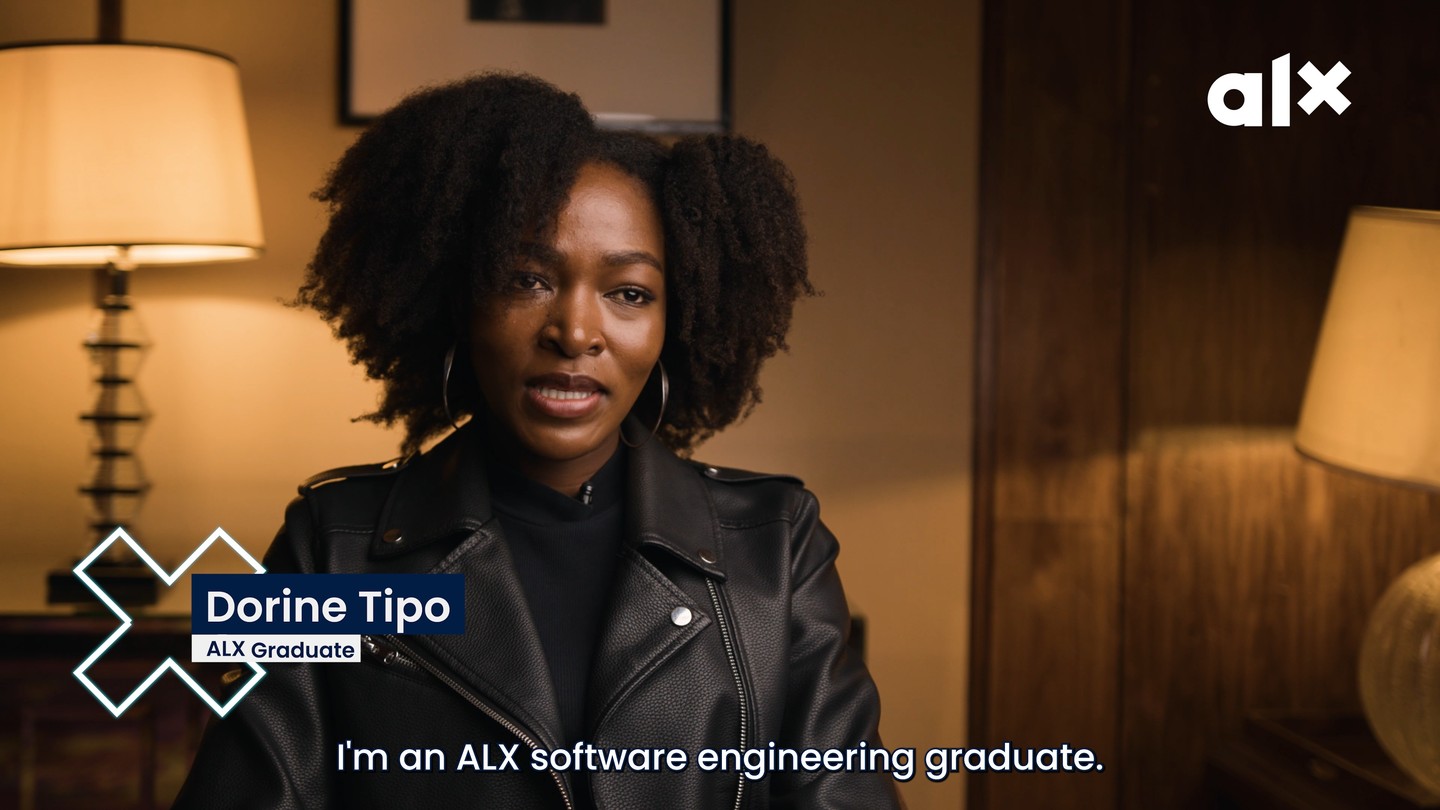 alx
Dorine Tipo
ALX Graduate
I'm an ALX software engineering graduate.